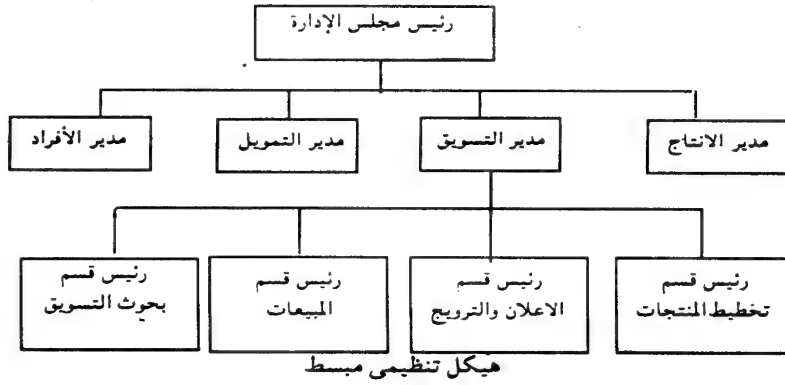 رئيس مجلس الإدارة
مدير الانتاج
مدير التسويق
مدير التمويل
مدير الأفراد
رئيس قسم
تخطيط المنتجات
رئيس قسم
الاعلان والترويج
رئيس قسم
المبيعات
رئيس قسم
بحوث التسويق
هيكل تنظيمى مبسط